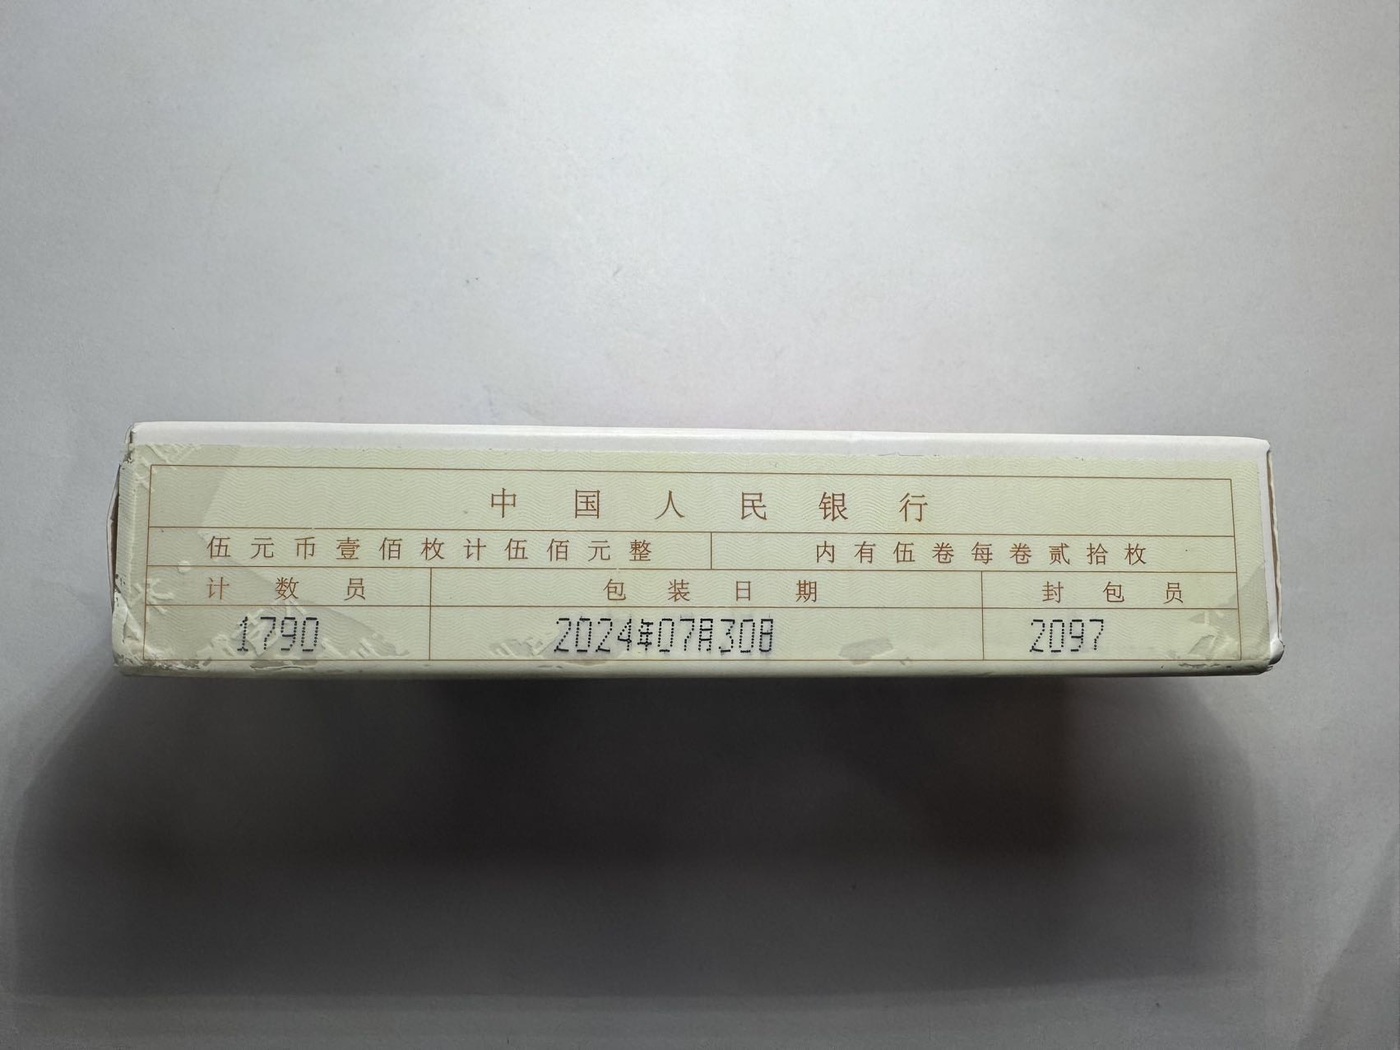 中国人民银行
伍元币壹佰枚计伍佰元整 内有伍卷每卷贰拾枚
计数员 包装日期 封包员
1790 2024年07月30日 2097